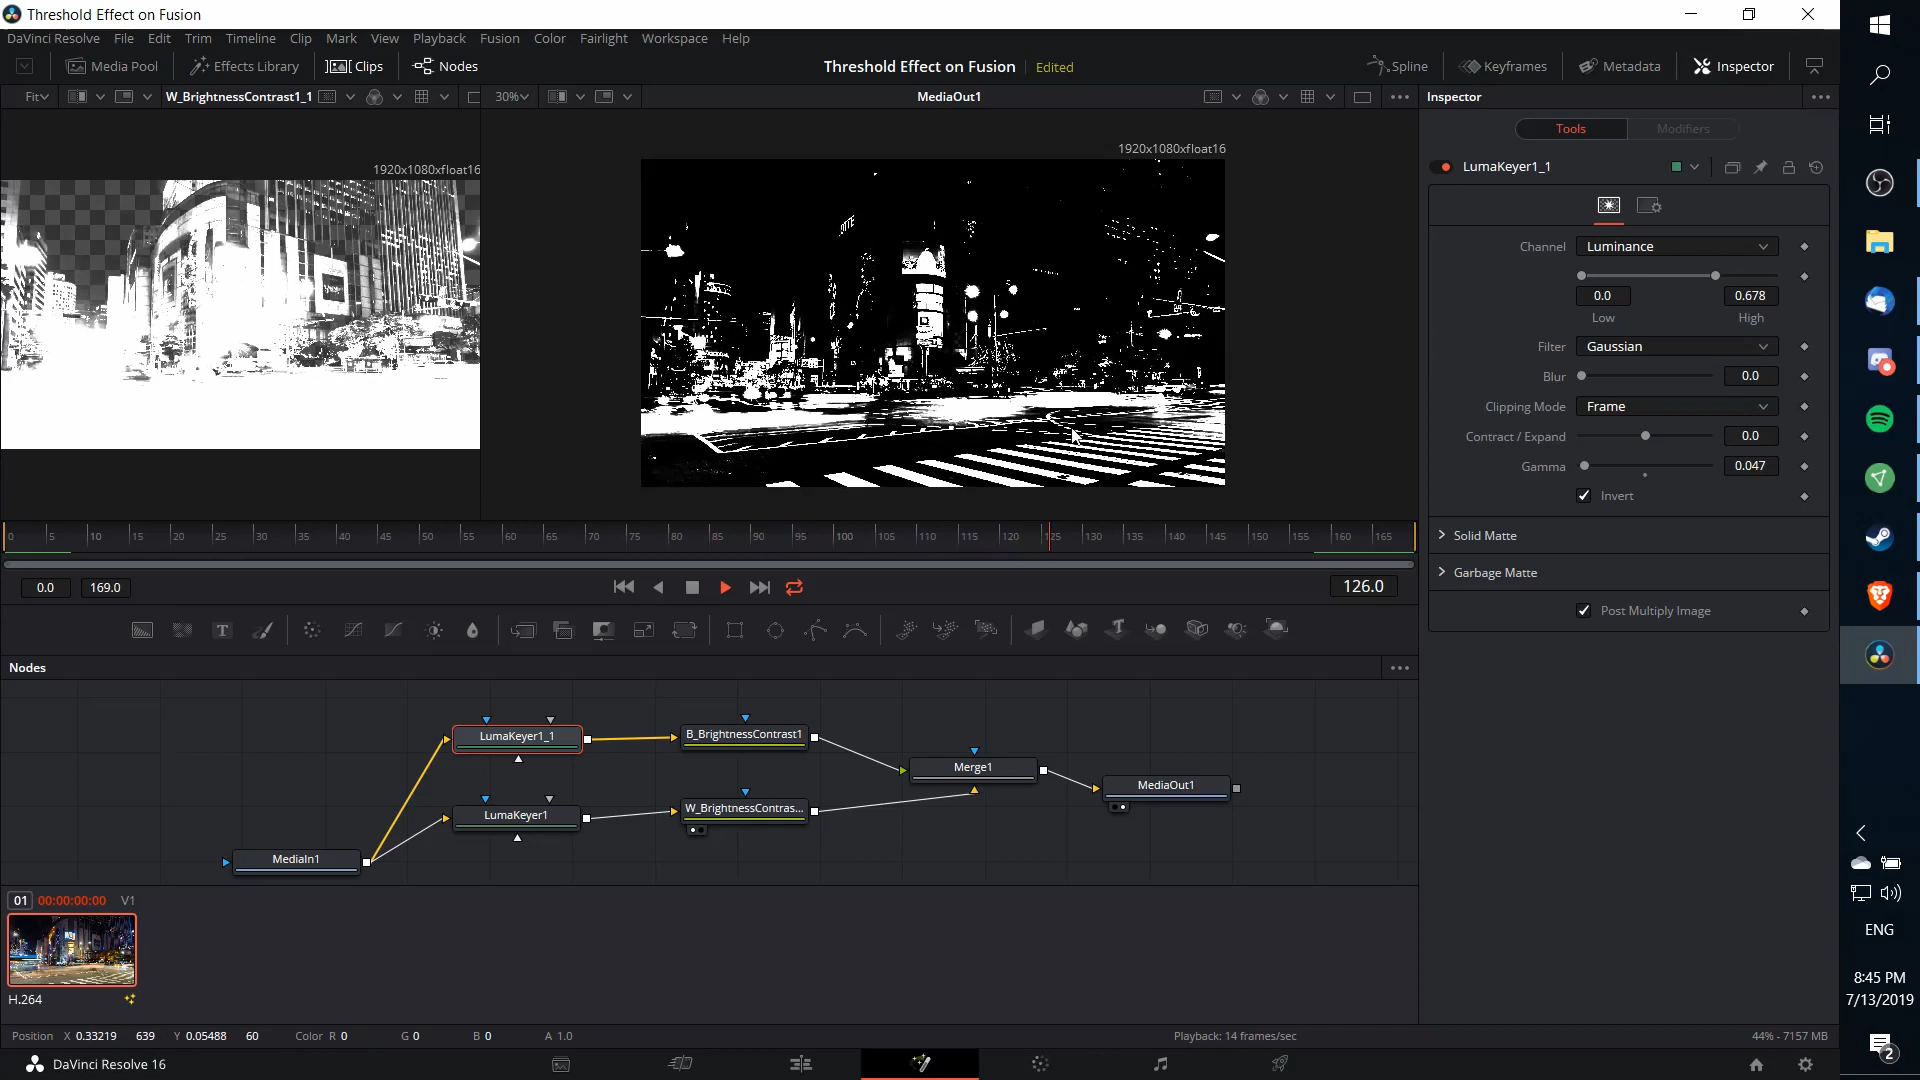 Threshold Effect on Fusion
DaVinci Resolve File Edit Trim Timeline Clip Mark View Playback Fusion Color Fairlight Workspace Help
Media Pool Effects Library Clips Nodes Threshold Effect on Fusion Edited Spline Keyframes Metadata Inspector
Fit W_BrightnessContrast1_1 30% MediaOut1 Inspector
Tools Modifiers
1920x1080xfloat16
1920x1080xfloat16
LumaKeyer1_1
Channel Luminance
0.0 0.678
Low High
Filter Gaussian
Blur 0.0
Clipping Mode Frame
Contract / Expand 0.0
Gamma 0.047
Invert
Solid Matte
Garbage Matte
Post Multiply Image
0 5 10 15 20 25 30 35 40 45 50 55 60 65 70 75 80 85 90 95 100 105 110 115 120 125 130 135 140 145 150 155 160 165
0.0 169.0 126.0
T T
Nodes
LumaKeyer1_1 B_BrightnessContrast1
Merge1
MediaOut1
LumaKeyer1 W_BrightnessContras...
MediaIn1
01 00:00:00:00 V1
H.264
Position X 0.33219 639 Y 0.05488 60 Color R 0 G 0 B 0 A 1.0 Playback: 14 frames/sec 44% - 7157 MB
DaVinci Resolve 16
ENG
8:45 PM
7/13/2019
2